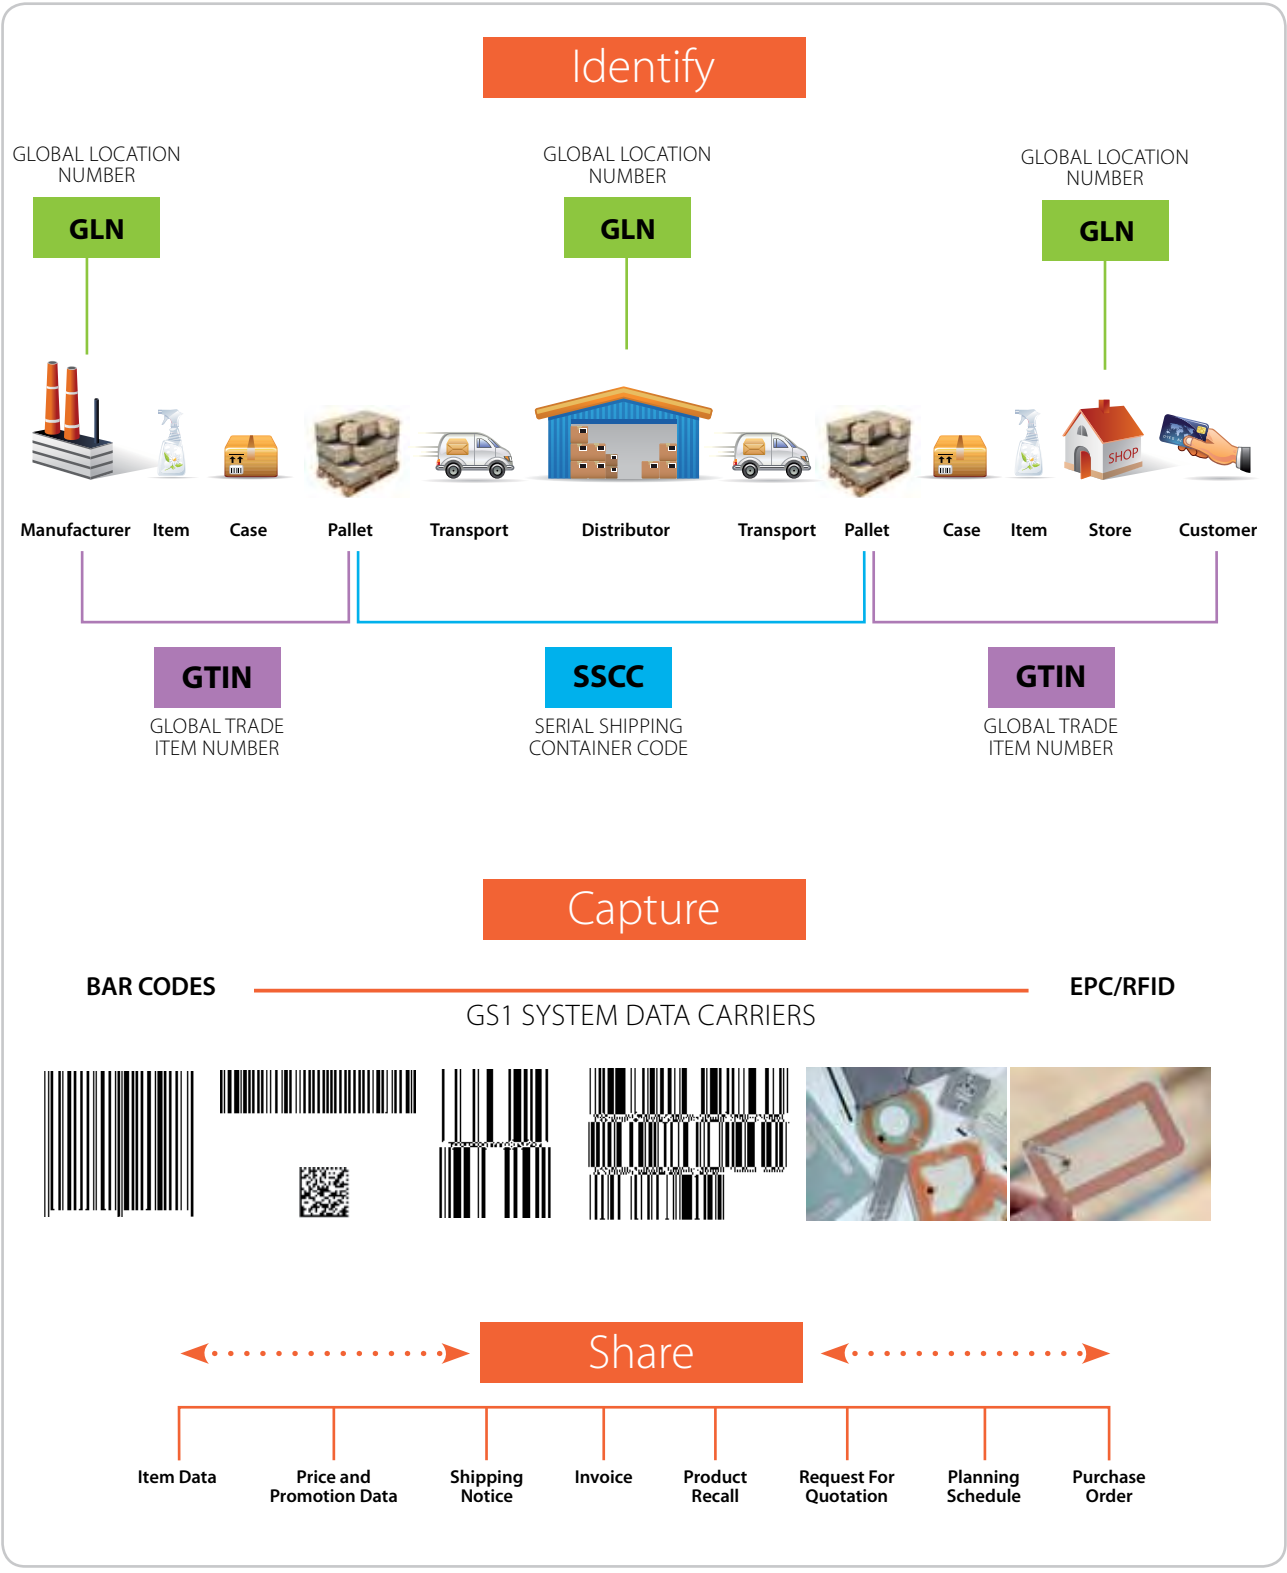 Identify
GLOBAL LOCATION
NUMBER
GLN
GLOBAL LOCATION
NUMBER
GLN
GLOBAL LOCATION
NUMBER
GLN
SHOP
Manufacturer
Item
Case
Pallet
Transport
Distributor
Transport
Pallet
Case
Item
Store
Customer
GTIN
GLOBAL TRADE
ITEM NUMBER
SSCC
SERIAL SHIPPING
CONTAINER CODE
GTIN
GLOBAL TRADE
ITEM NUMBER
Capture
BAR CODES
EPC/RFID
GS1 SYSTEM DATA CARRIERS
Share
Item Data
Price and
Promotion Data
Shipping
Notice
Invoice
Product
Recall
Request For
Quotation
Planning
Schedule
Purchase
Order